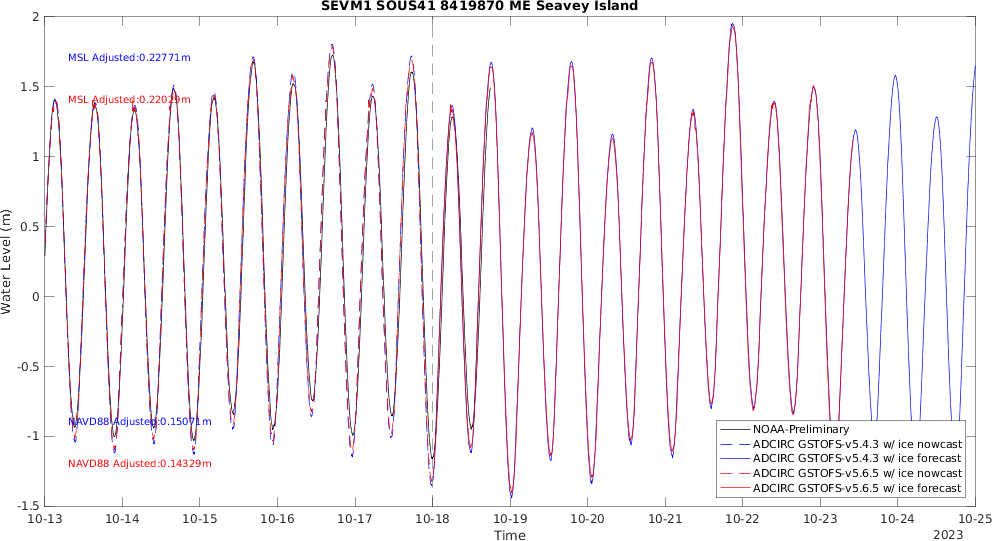 SEVM1 SOUS41 8419870 ME Seavey Island
2
1.5
1
0.5
0
-0.5
-1
-1.5
Water Level (m)
MSL Adjusted:0.22771m
MSL Adjusted:0.22029m
NAVD88 Adjusted:0.15071m
NAVD88 Adjusted:0.14329m
NOAA-Preliminary
ADCIRC GSTOFS-v5.4.3 w/ ice nowcast
ADCIRC GSTOFS-v5.4.3 w/ ice forecast
ADCIRC GSTOFS-v5.6.5 w/ ice nowcast
ADCIRC GSTOFS-v5.6.5 w/ ice forecast
10-13 10-14 10-15 10-16 10-17 10-18 10-19 10-20 10-21 10-22 10-23 10-24 10-25
Time
2023